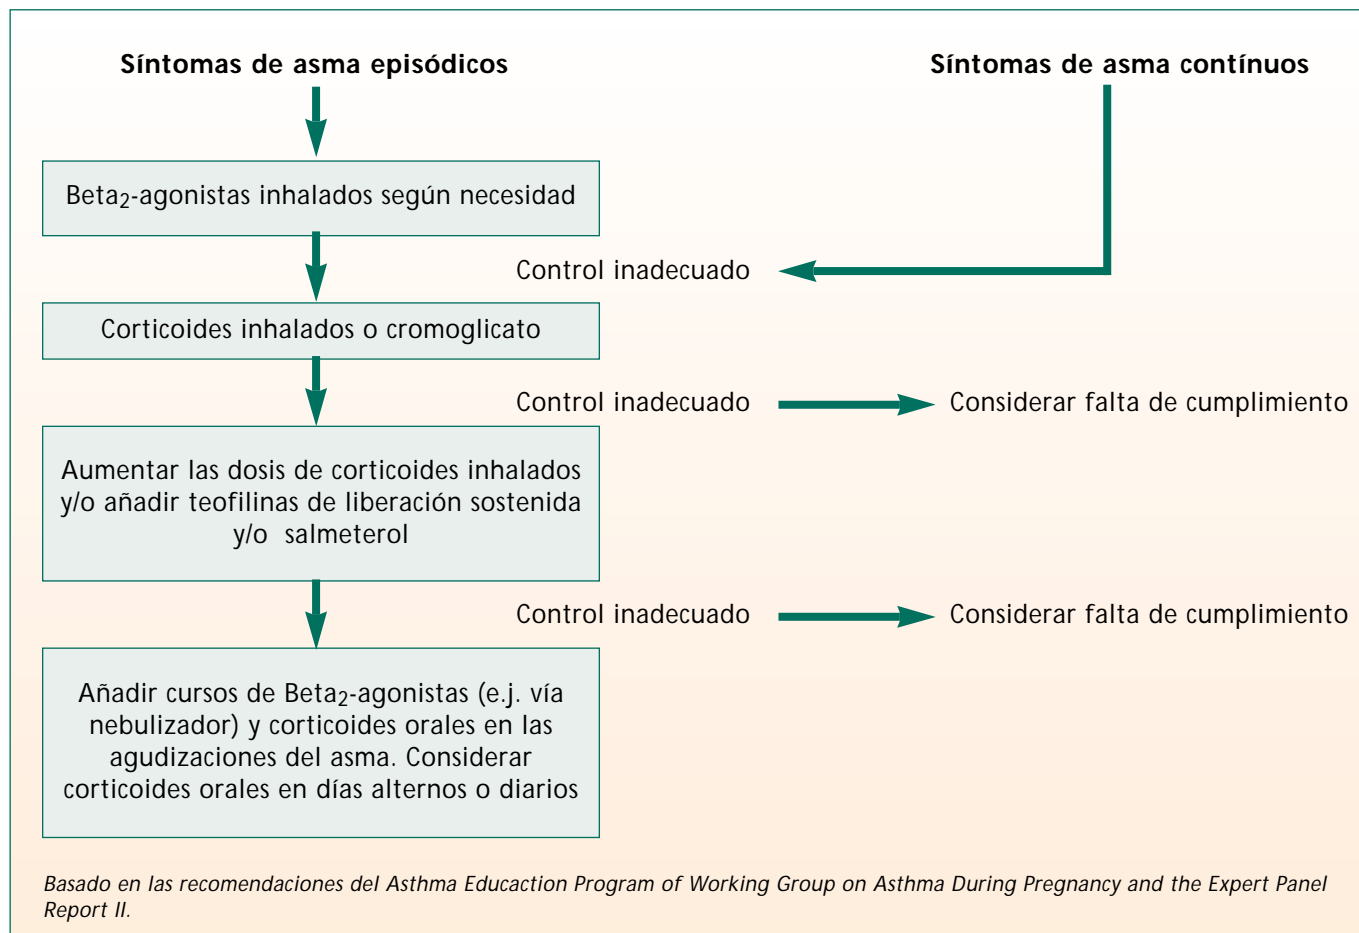 Síntomas de asma episódicos
Síntomas de asma contínuos
Beta₂-agonistas inhalados según necesidad
Control inadecuado
Corticoides inhalados o cromoglicato
Control inadecuado
Considerar falta de cumplimiento
Aumentar las dosis de corticoides inhalados
y/o añadir teofilinas de liberación sostenida
y/o salmeterol
Control inadecuado
Considerar falta de cumplimiento
Añadir cursos de Beta₂-agonistas (e.j. vía
nebulizador) y corticoides orales en las
agudizaciones del asma. Considerar
corticoides orales en días alternos o diarios
Basado en las recomendaciones del Asthma Educaction Program of Working Group on Asthma During Pregnancy and the Expert Panel
Report II.